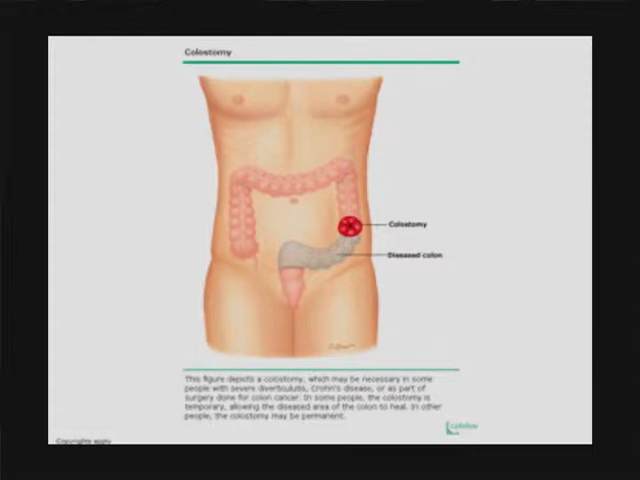 Colostomy
Colostomy
Diseased colon
This figure depicts a colostomy, which may be necessary in some
people with severe diverticulitis, Crohn's disease, or as part of
surgery done for colon cancer. In some people, the colostomy is
temporary, allowing the diseased area of the colon to heal. In other
people, the colostomy may be permanent.
Copyrights apply